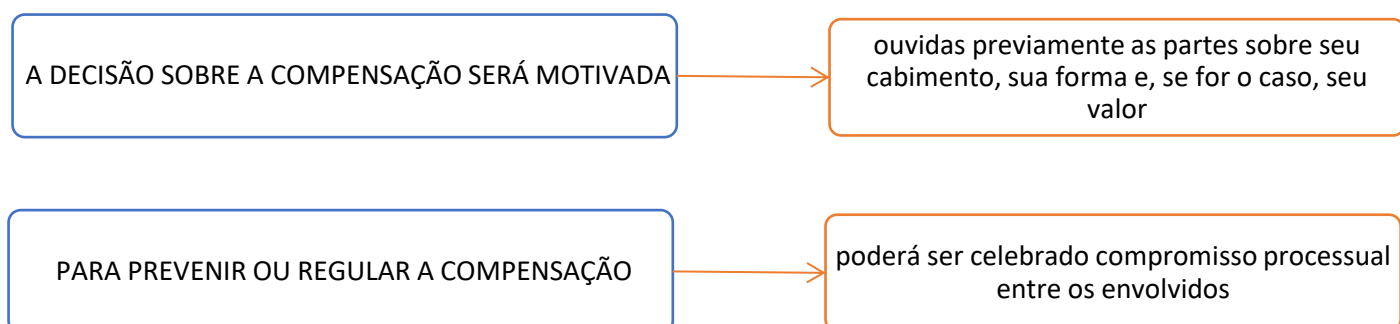 A DECISÃO SOBRE A COMPENSAÇÃO SERÁ MOTIVADA
ouvidas previamente as partes sobre seu
cabimento, sua forma e, se for o caso, seu
valor
PARA PREVENIR OU REGULAR A COMPENSAÇÃO
poderá ser celebrado compromisso processual
entre os envolvidos